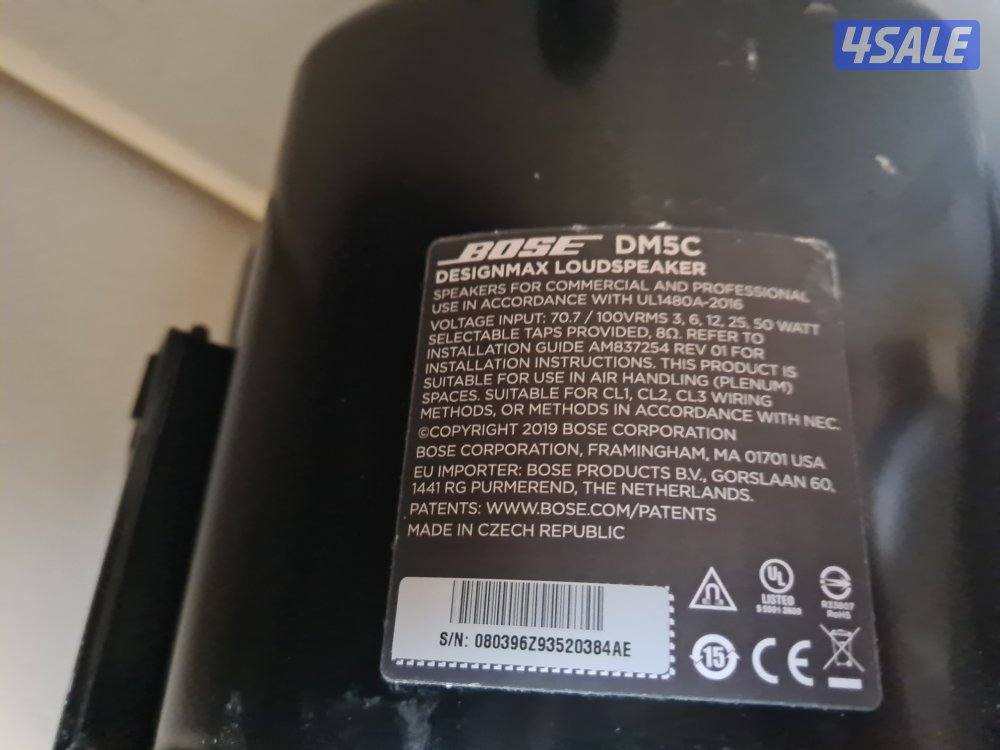 4SALE
BOSE DM5C
DESIGNMAX LOUDSPEAKER
SPEAKERS FOR COMMERCIAL AND PROFESSIONAL
USE IN ACCORDANCE WITH UL1480A-2016
VOLTAGE INPUT: 70.7 / 100VRMS 3, 6, 12, 25, 50 WATT
SELECTABLE TAPS PROVIDED, 8Ω. REFER TO
INSTALLATION GUIDE AM837254 REV 01 FOR
INSTALLATION INSTRUCTIONS. THIS PRODUCT IS
SUITABLE FOR USE IN AIR HANDLING (PLENUM)
SPACES. SUITABLE FOR CL1, CL2, CL3 WIRING
METHODS, OR METHODS IN ACCORDANCE WITH NEC.
©COPYRIGHT 2019 BOSE CORPORATION
BOSE CORPORATION, FRAMINGHAM, MA 01701 USA
EU IMPORTER: BOSE PRODUCTS B.V., GORSLAAN 60,
1441 RG PURMEREND, THE NETHERLANDS.
PATENTS: WWW.BOSE.COM/PATENTS
MADE IN CZECH REPUBLIC
UL
LISTED
R33807
RoHS
S/N: 080396Z93520384AE
15
CE